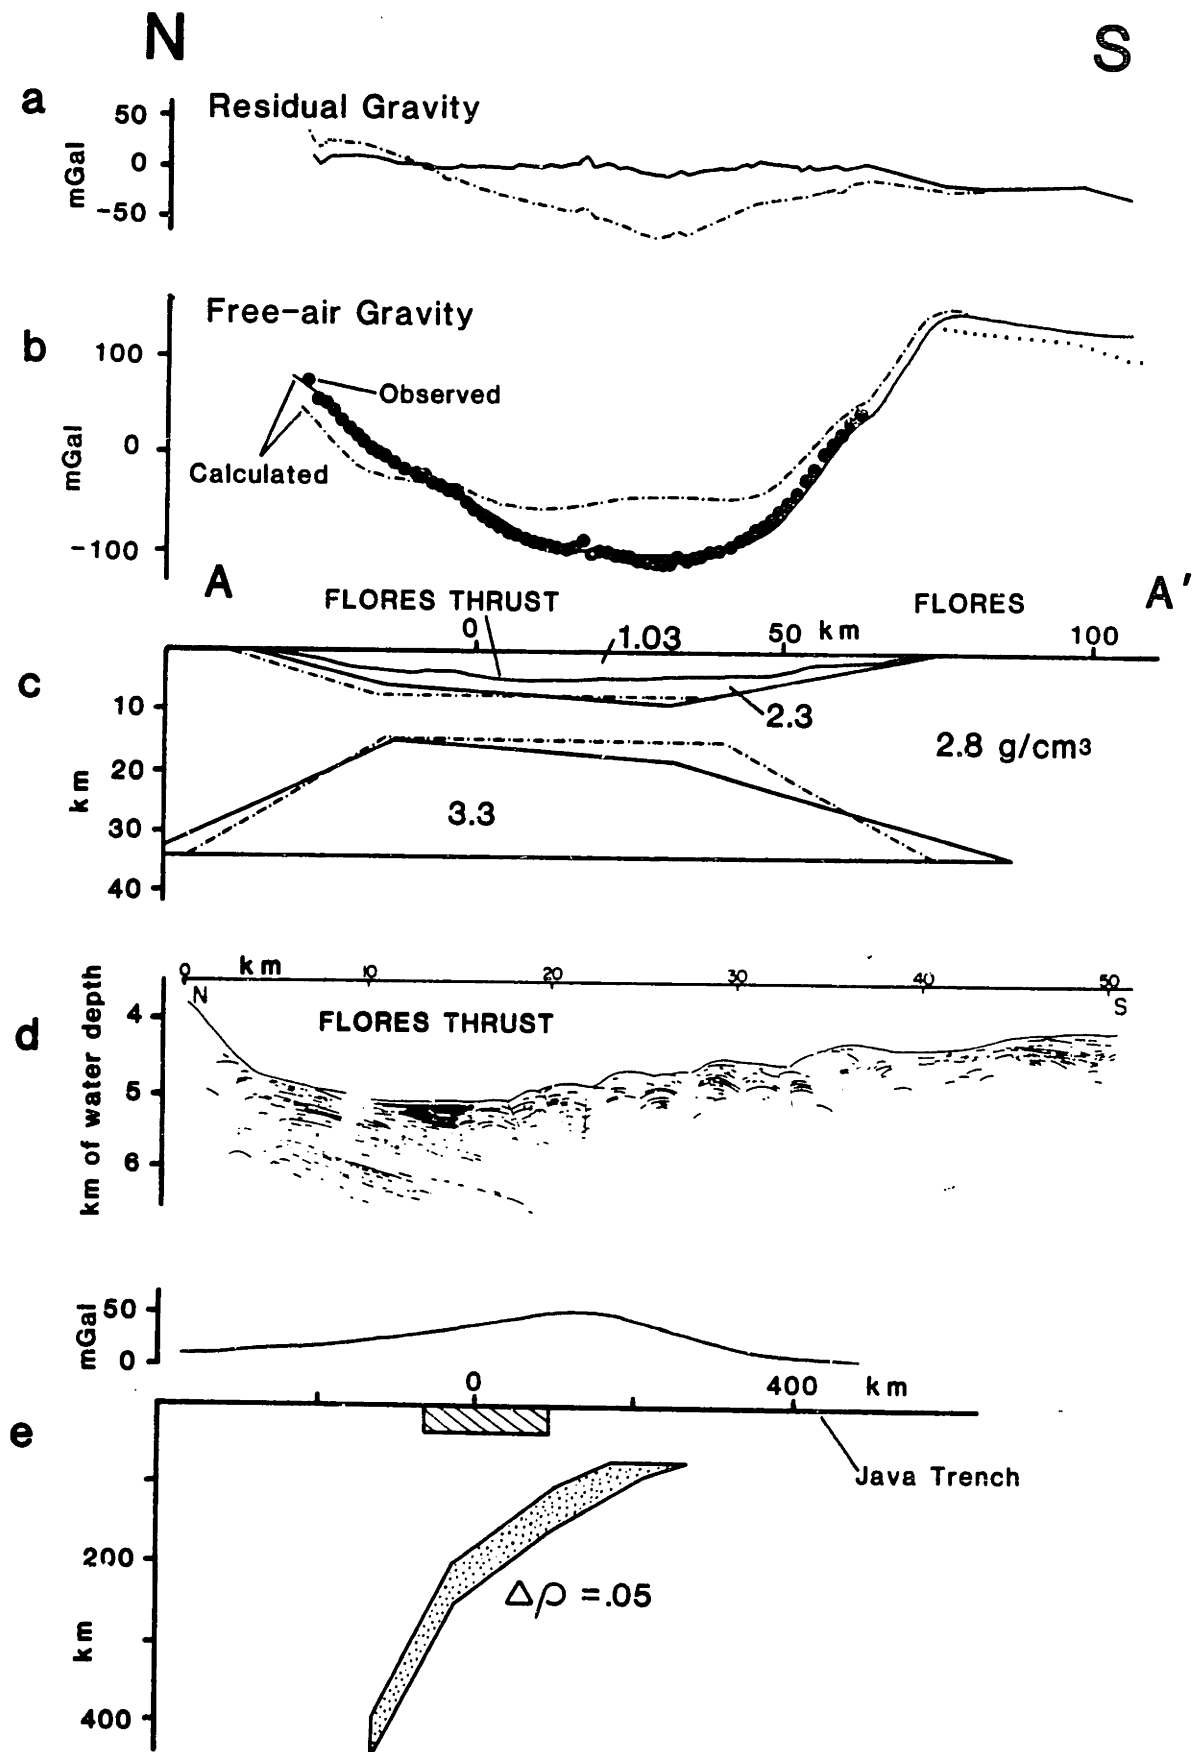 N
S
a
Residual Gravity
50
0
-50
mGal
b
Free-air Gravity
100
0
-100
mGal
Observed
Calculated
A
A'
FLORES THRUST
FLORES
0
1.03
50 km
100
c
10
20
30
40
km
2.3
2.8 g/cm3
3.3
0
km
10
20
30
40
50
N
S
d
FLORES THRUST
4
5
6
km of water depth
50
0
mGal
0
400
km
e
Java Trench
200
400
km
Δρ =.05